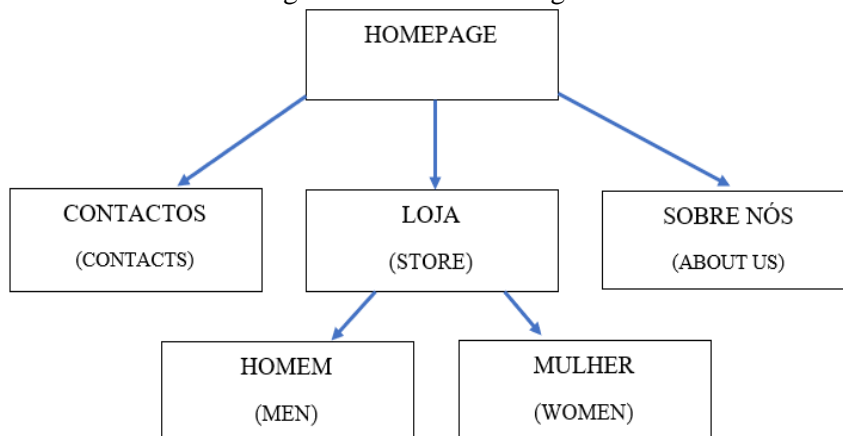 HOMEPAGE
CONTACTOS
(CONTACTS)
LOJA
(STORE)
SOBRE NÓS
(ABOUT US)
HOMEM
(MEN)
MULHER
(WOMEN)